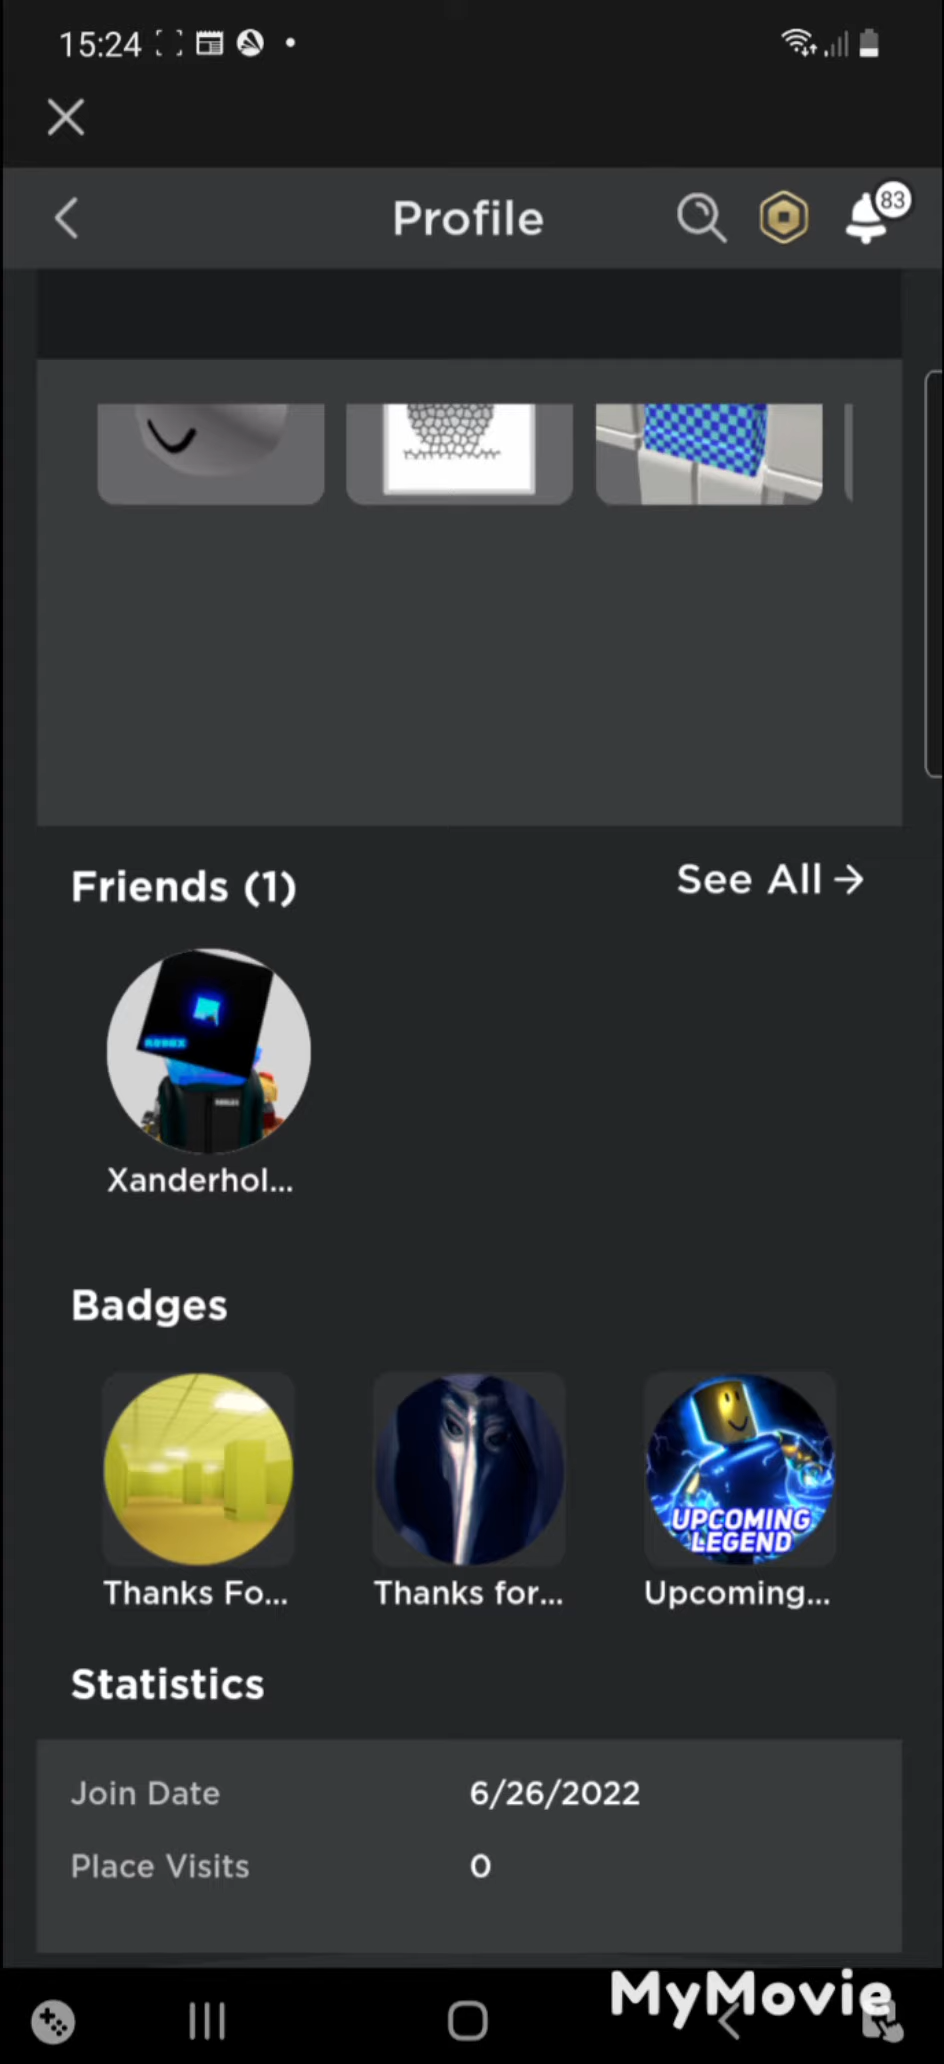 15:24
Profile
83
Friends (1)
See All
ROBLOX
Xanderhol...
Badges
UPCOMING
LEGEND
Thanks Fo...
Thanks for...
Upcoming...
Statistics
Join Date
6/26/2022
Place Visits
0
MyMovie